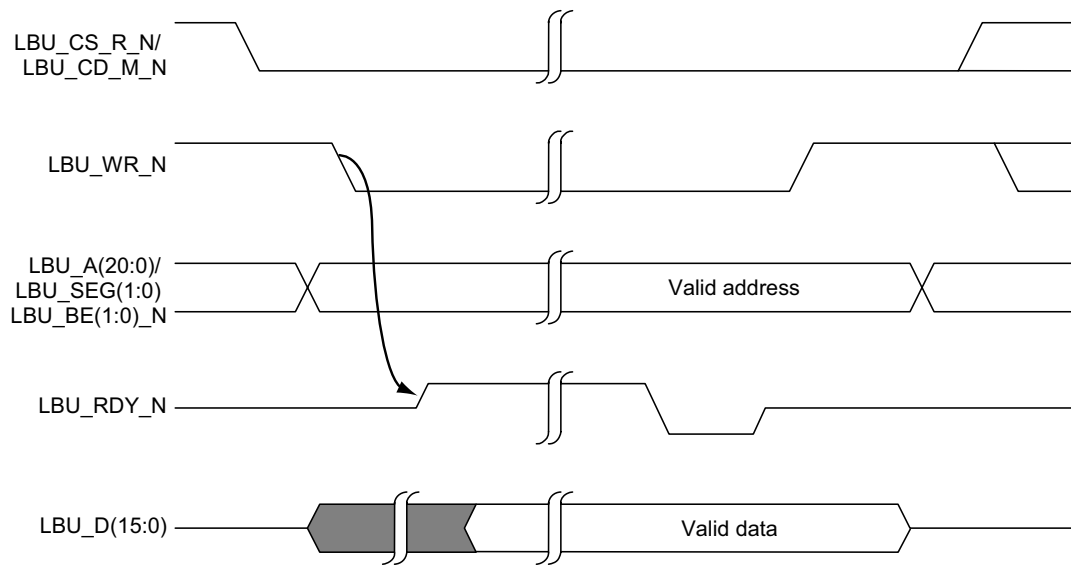 LBU_CS_R_N/
LBU_CD_M_N
LBU_WR_N
LBU_A(20:0)/
LBU_SEG(1:0)
LBU_BE(1:0)_N
Valid address
LBU_RDY_N
LBU_D(15:0)
Valid data